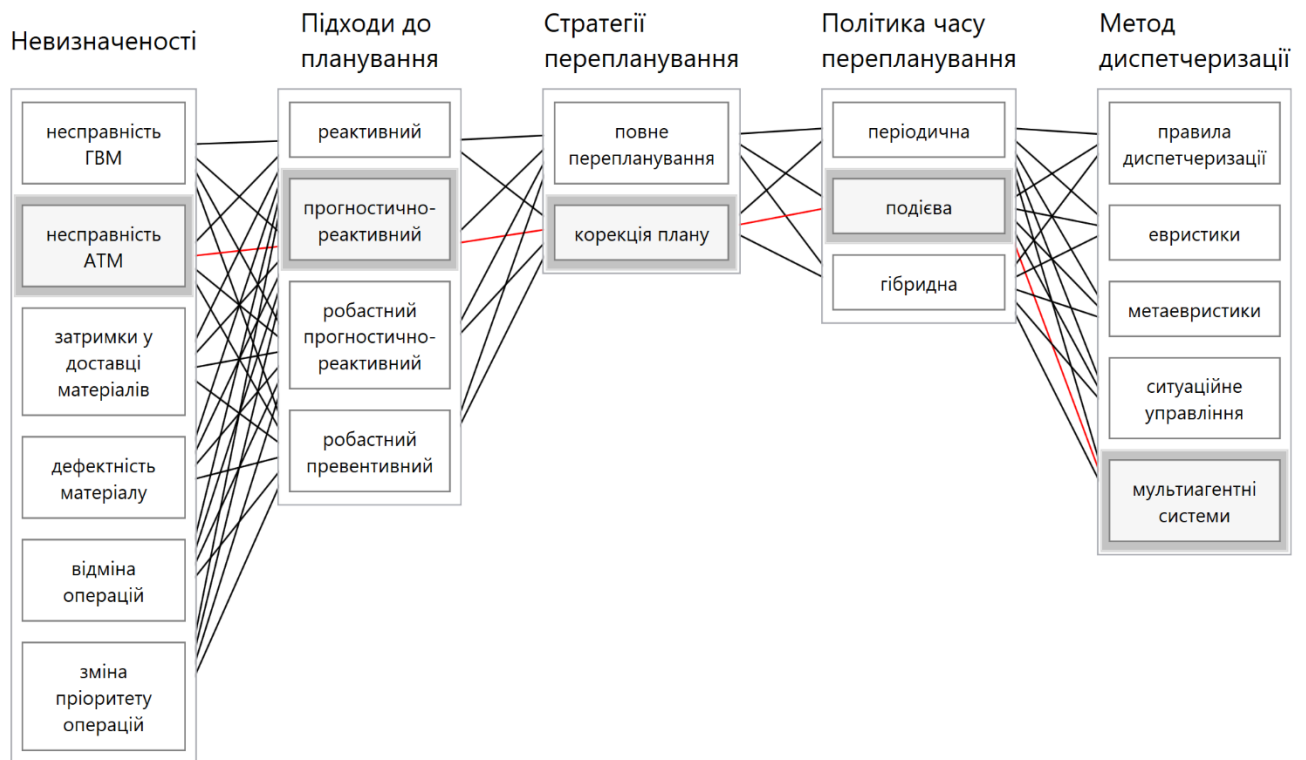 Невизначеності
несправність
ГВМ
несправність
АТМ
затримки у
доставці
матеріалів
дефектність
матеріалу
відміна
операцій
зміна
пріоритету
операцій
Підходи до
планування
реактивний
прогностично-
реактивний
робастний
прогностично-
реактивний
робастний
превентивний
Стратегії
перепланування
повне
перепланування
корекція плану
Політика часу
перепланування
періодична
подієва
гібридна
Метод
диспетчеризації
правила
диспетчеризації
евристики
метаевристики
ситуаційне
управління
мультиагентні
системи